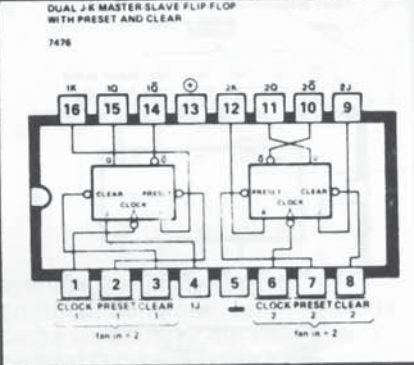 DUAL J-K MASTER SLAVE FLIP FLOP
WITH PRESET AND CLEAR
7476
1K 1Q 1Q̅ ⊕ 2K 2Q 2Q̅ 2J
16 15 14 13 12 11 10 9
Q Q̅ Q̅
CLEAR PRESET PRESET CLEAR
CLOCK CLOCK
K
1 2 3 4 5 6 7 8
CLOCK PRESET CLEAR 1J CLOCK PRESET CLEAR
1 1 1 2 2 2
fan in = 2 fan in = 2